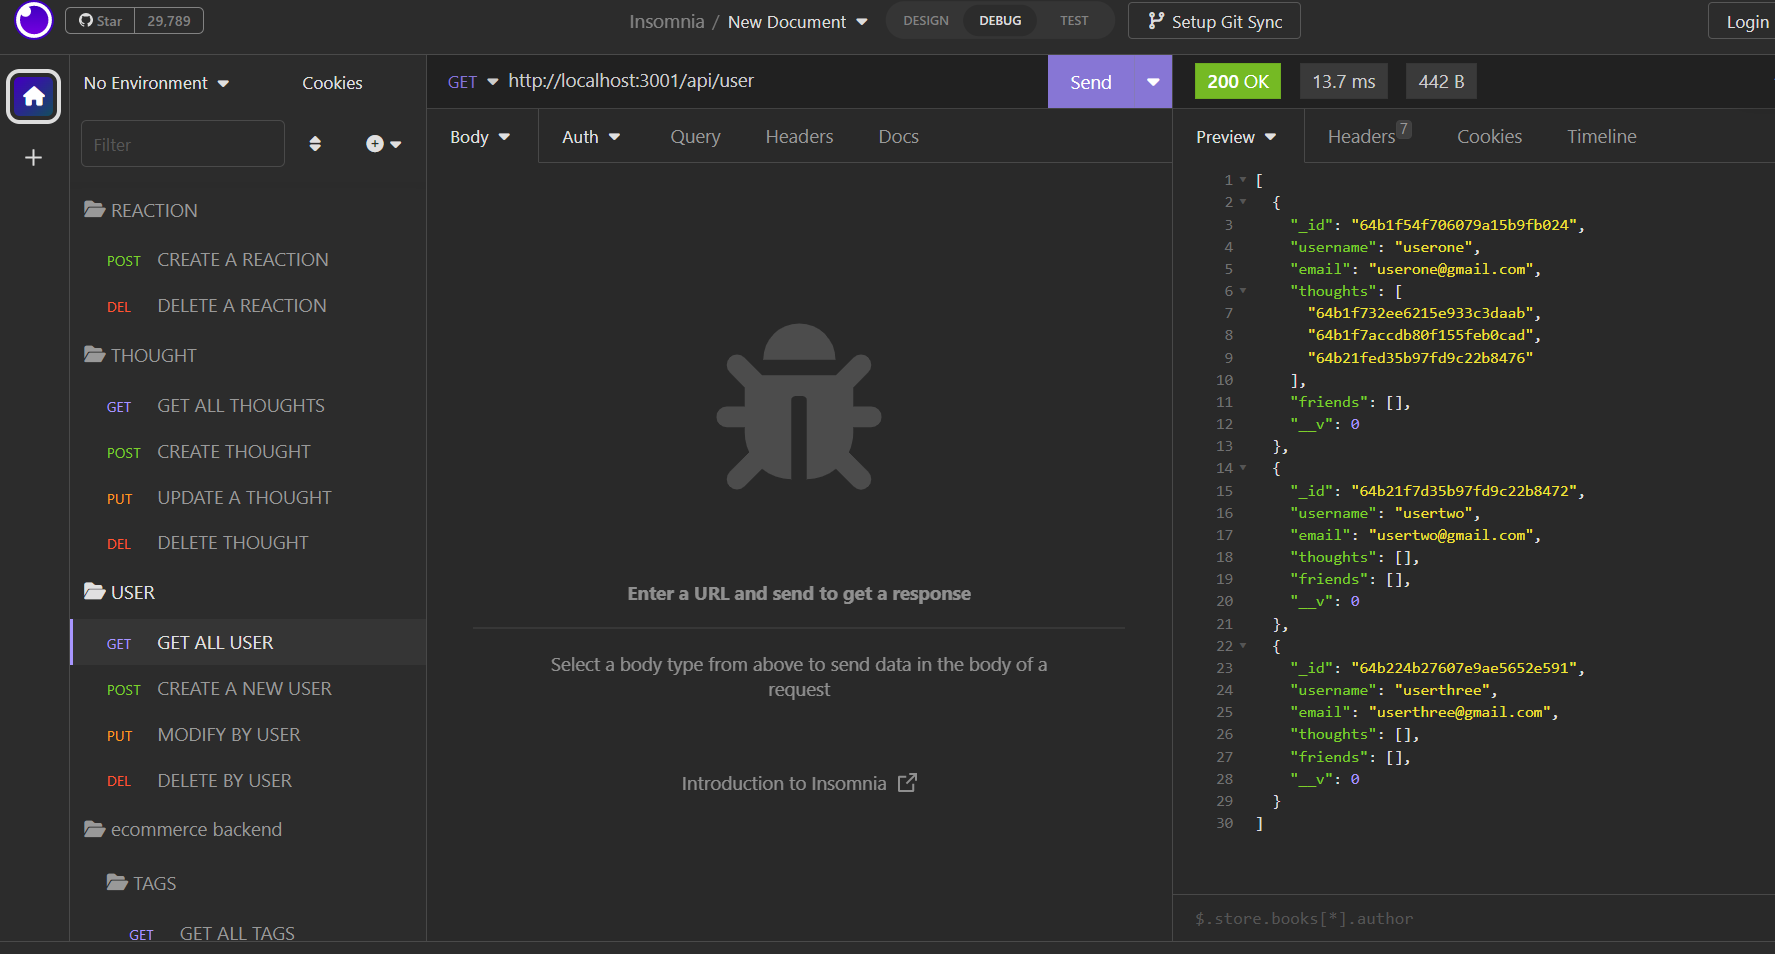 Star 29,789
Insomnia / New Document
DESIGN DEBUG TEST
Setup Git Sync
Login
No Environment
Cookies
Filter
REACTION
POST CREATE A REACTION
DEL DELETE A REACTION
THOUGHT
GET GET ALL THOUGHTS
POST CREATE THOUGHT
PUT UPDATE A THOUGHT
DEL DELETE THOUGHT
USER
GET GET ALL USER
POST CREATE A NEW USER
PUT MODIFY BY USER
DEL DELETE BY USER
ecommerce backend
TAGS
GET GET ALL TAGS
GET http://localhost:3001/api/user
Send
Body Auth Query Headers Docs
Enter a URL and send to get a response
Select a body type from above to send data in the body of a
request
Introduction to Insomnia
200 OK 13.7 ms 442 B
Preview Headers 7 Cookies Timeline
1 [
2 {
3 "_id": "64b1f54f706079a15b9fb024",
4 "username": "userone",
5 "email": "userone@gmail.com",
6 "thoughts": [
7 "64b1f732ee6215e933c3daab",
8 "64b1f7accdb80f155feb0cad",
9 "64b21fed35b97fd9c22b8476"
10 ],
11 "friends": [],
12 "__v": 0
13 },
14 {
15 "_id": "64b21f7d35b97fd9c22b8472",
16 "username": "usertwo",
17 "email": "usertwo@gmail.com",
18 "thoughts": [],
19 "friends": [],
20 "__v": 0
21 },
22 {
23 "_id": "64b224b27607e9ae5652e591",
24 "username": "userthree",
25 "email": "userthree@gmail.com",
26 "thoughts": [],
27 "friends": [],
28 "__v": 0
29 }
30 ]
$.store.books[*].author